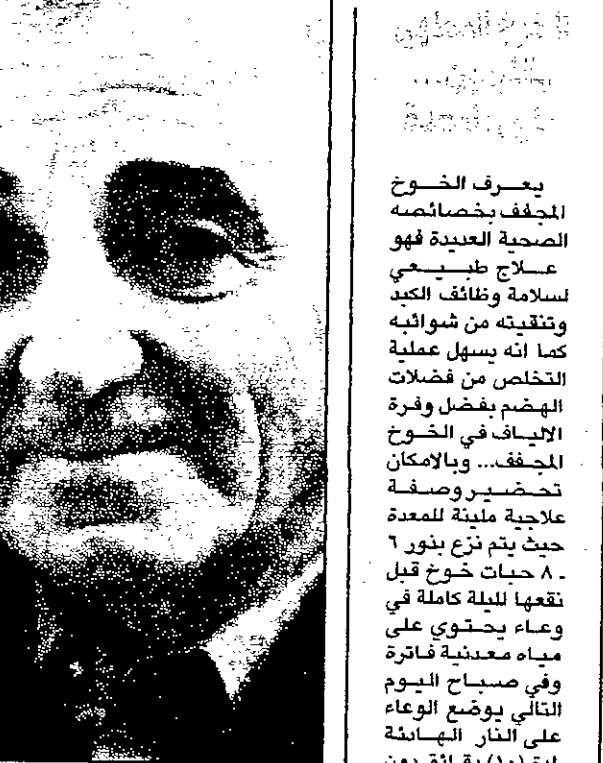 يعرف الخوخ
المجفف بخصائصه
الصحية العديدة فهو
علاج طبيعي
لسلامة وظائف الكبد
وتنقيته من شوائبه
كما انه يسهل عملية
التخلص من فضلات
الهضم بفضل وفرة
الالياف في الخوخ
المجفف... وبالامكان
تحضير وصفة
علاجية ملينة للمعدة
حيث يتم نزع بذور ٦
ـ ٨ حبات خوخ قبل
نقعها لليلة كاملة في
وعاء يحتوي على
مياه معدنية فاترة
وفي صباح اليوم
التالي يوضع الوعاء
على النار الهادئة